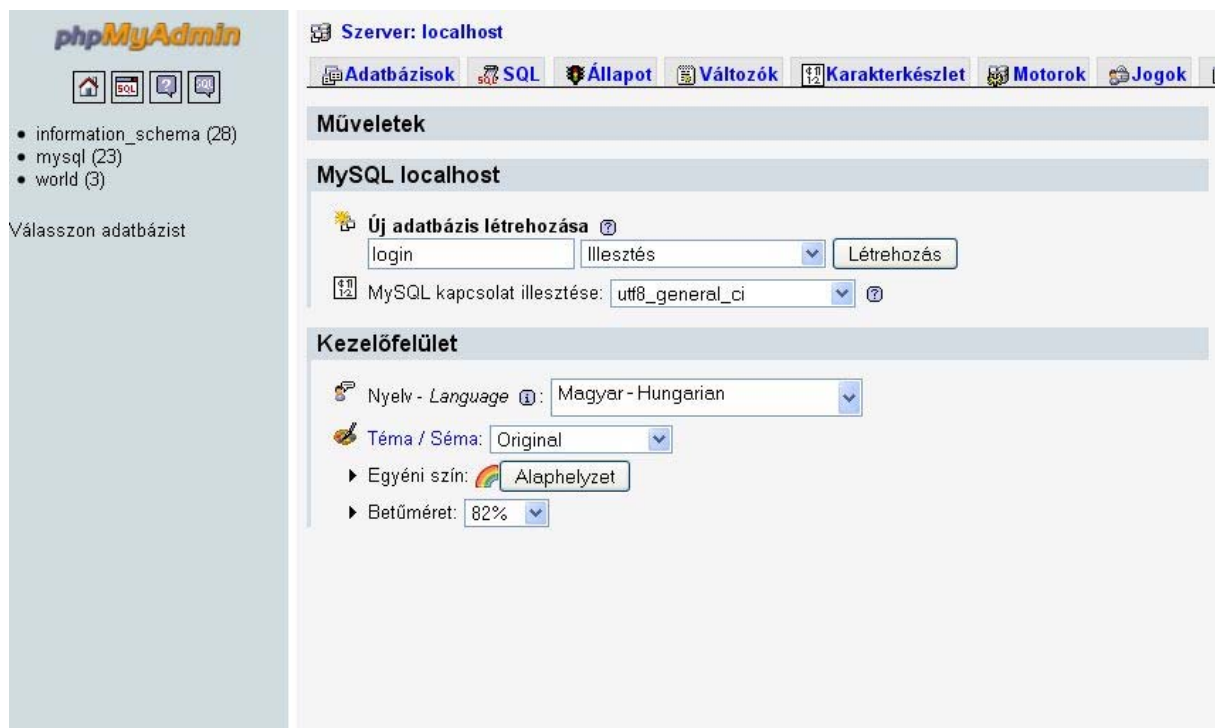 phpMyAdmin
SQL
SQL
information_schema (28)
mysql (23)
world (3)
Válasszon adatbázist
Szerver: localhost
Adatbázisok SQL Állapot Változók Karakterkészlet Motorok Jogok
Műveletek
MySQL localhost
Új adatbázis létrehozása
login Illesztés Létrehozás
MySQL kapcsolat illesztése: utf8_general_ci
Kezelőfelület
Nyelv - Language : Magyar - Hungarian
Téma / Séma: Original
Egyéni szín: Alaphelyzet
Betűméret: 82%